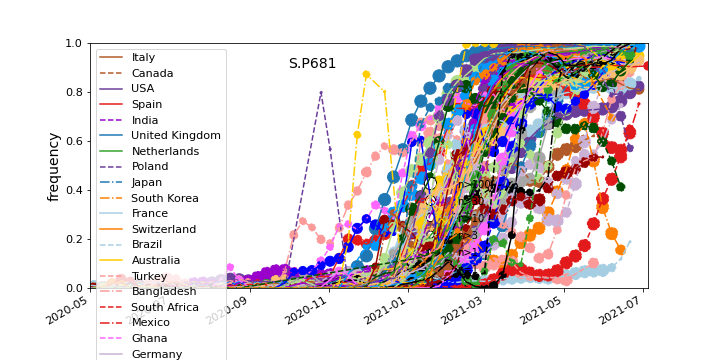 S.P681
frequency
1.0
0.8
0.6
0.4
0.2
0.0
Italy
Canada
USA
Spain
India
United Kingdom
Netherlands
Poland
Japan
South Korea
France
Switzerland
Brazil
Australia
Turkey
Bangladesh
South Africa
Mexico
Ghana
Germany
2020-05
2020-09
2020-11
2021-01
2021-03
2021-05
2021-07